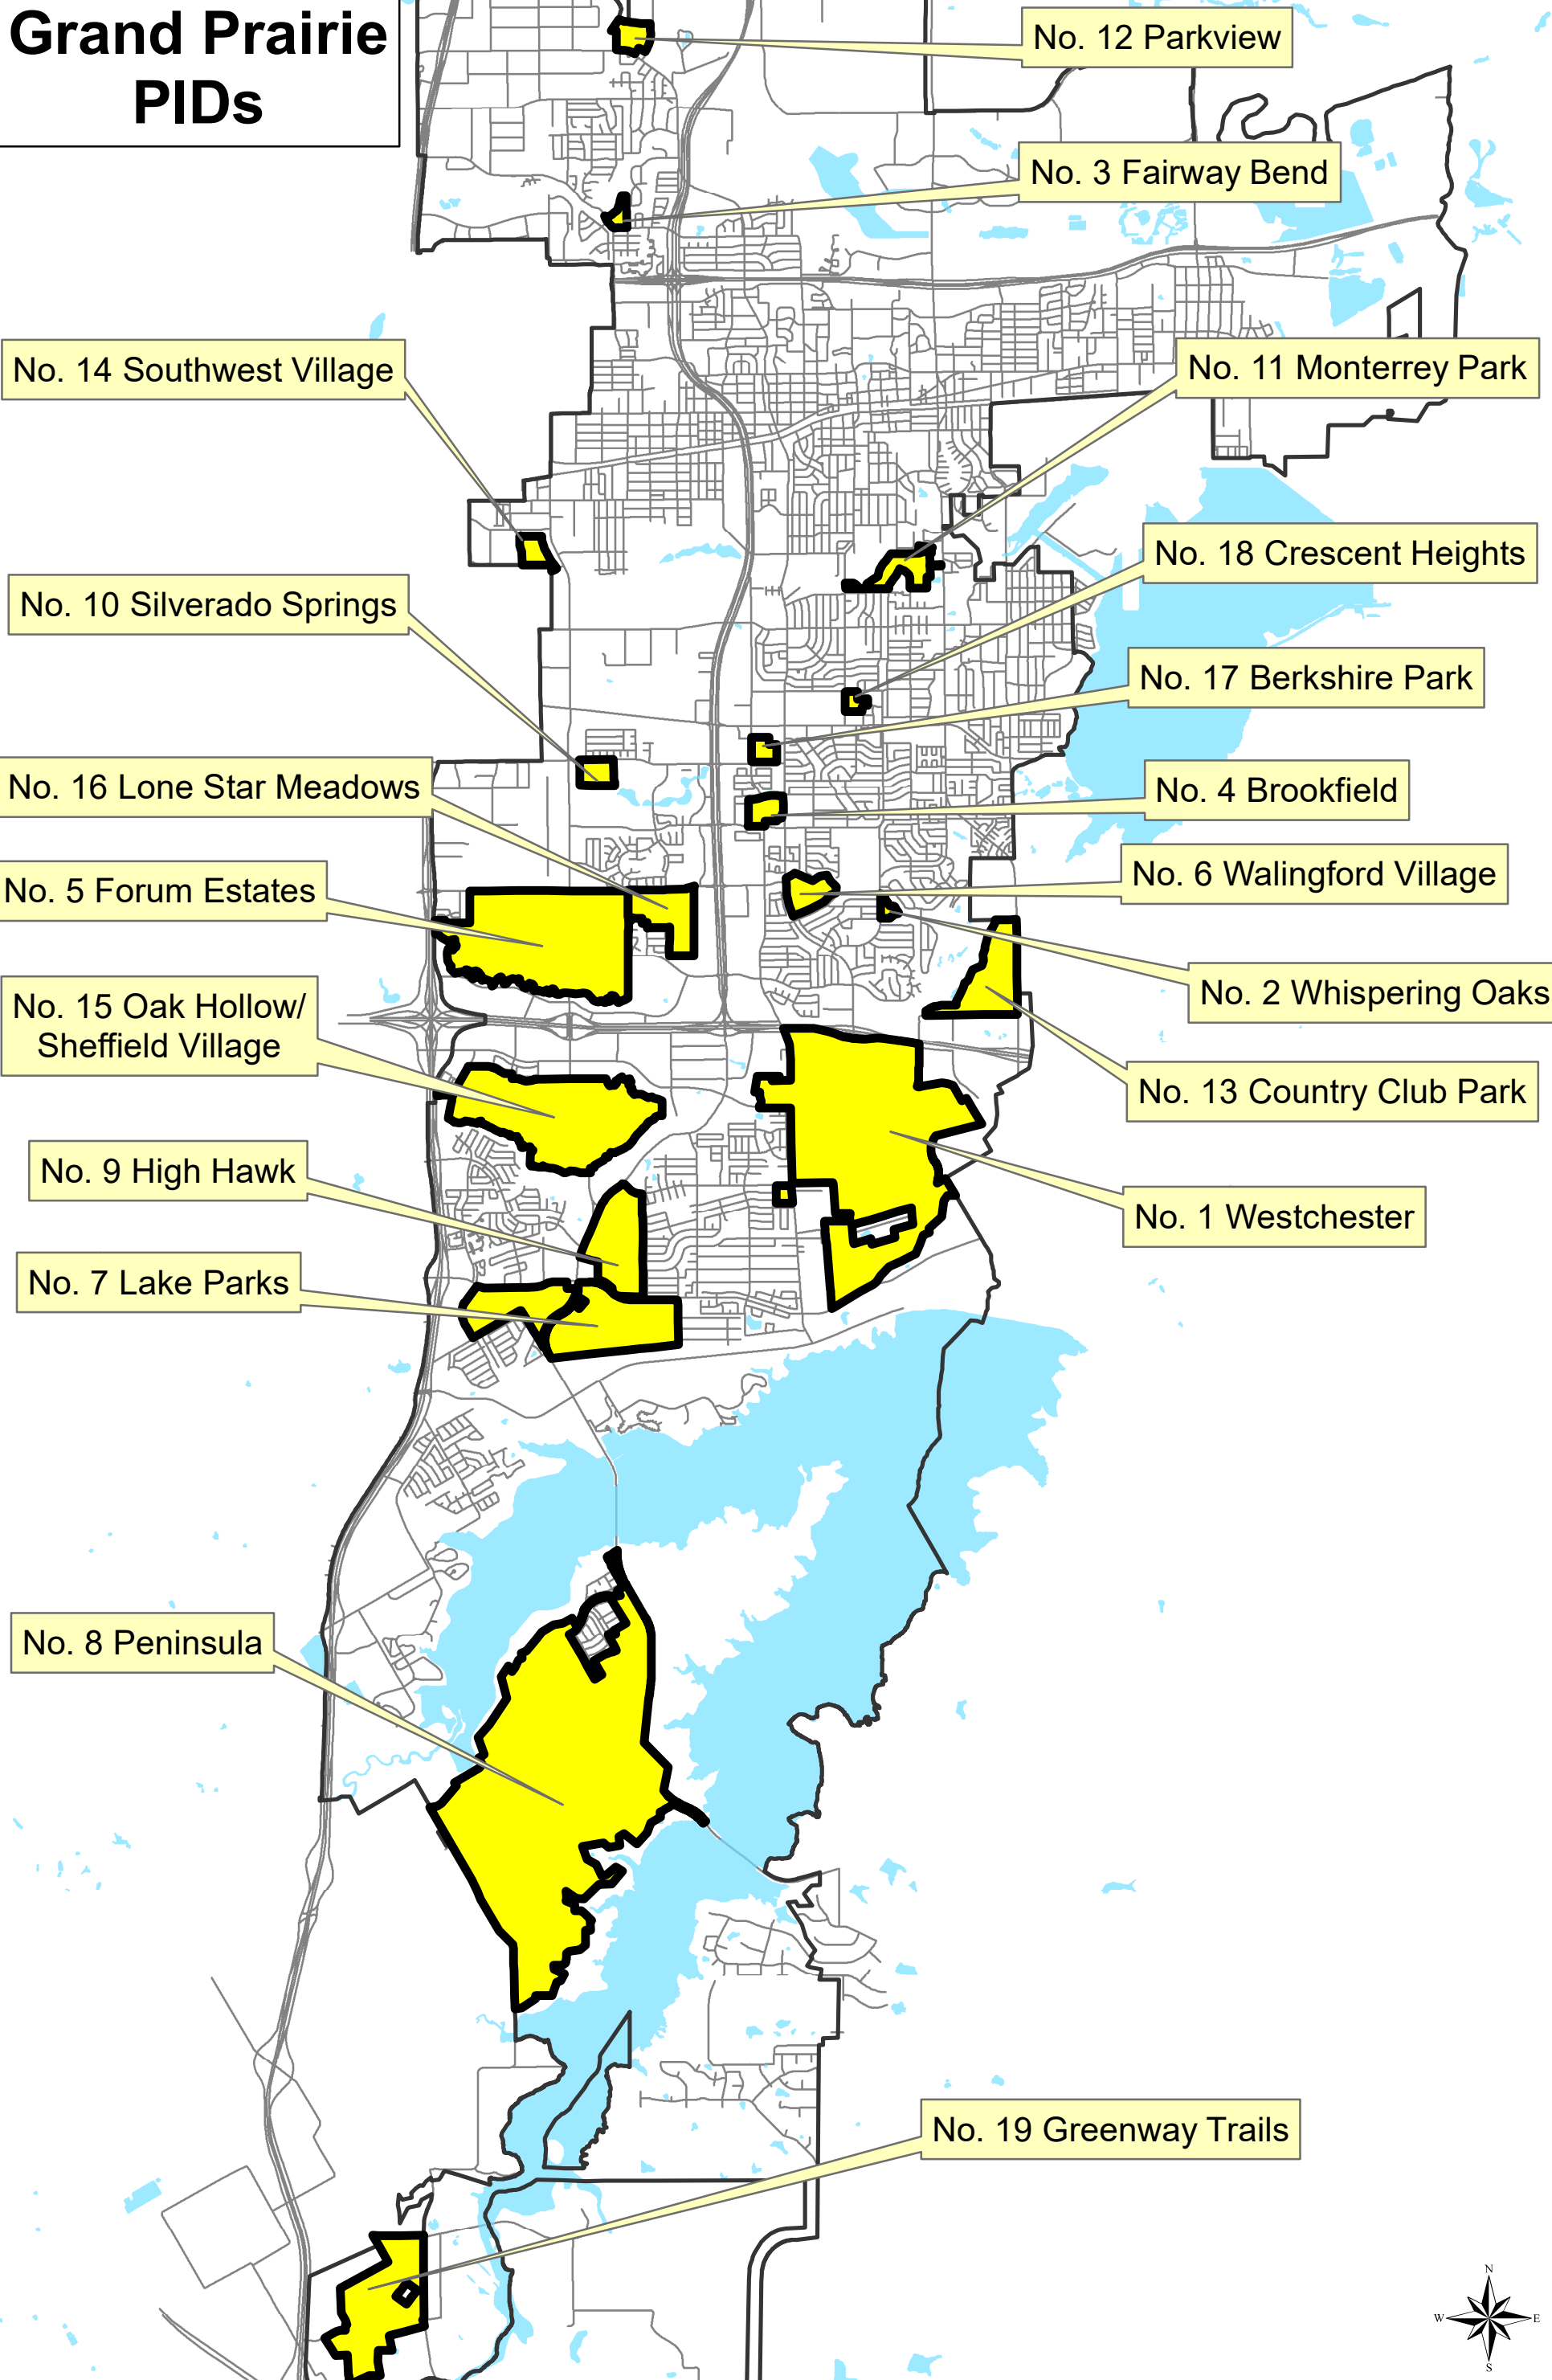 Grand Prairie
PIDs
No. 12 Parkview
No. 3 Fairway Bend
No. 14 Southwest Village
No. 11 Monterrey Park
No. 18 Crescent Heights
No. 10 Silverado Springs
No. 17 Berkshire Park
No. 16 Lone Star Meadows
No. 4 Brookfield
No. 6 Walingford Village
No. 5 Forum Estates
No. 2 Whispering Oaks
No. 15 Oak Hollow/
Sheffield Village
No. 13 Country Club Park
No. 9 High Hawk
No. 1 Westchester
No. 7 Lake Parks
No. 8 Peninsula
No. 19 Greenway Trails
N
W
E
S